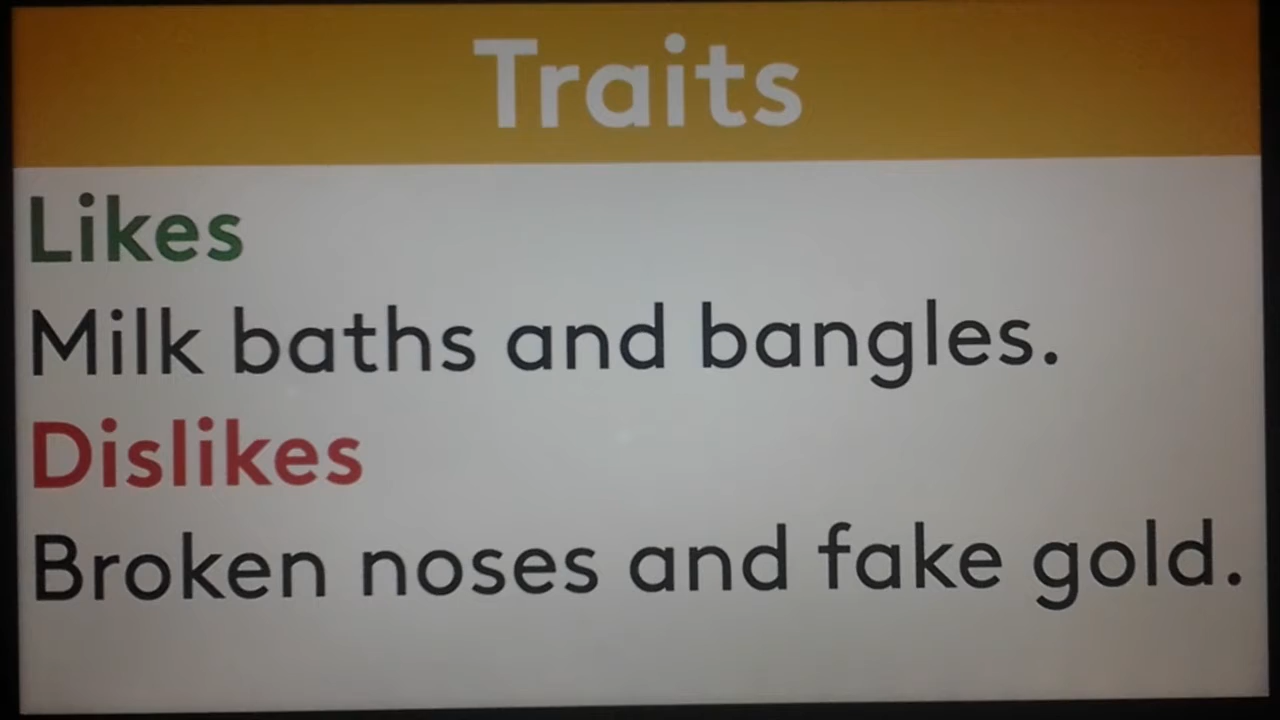 Traits
Likes
Milk baths and bangles.
Dislikes
Broken noses and fake gold.